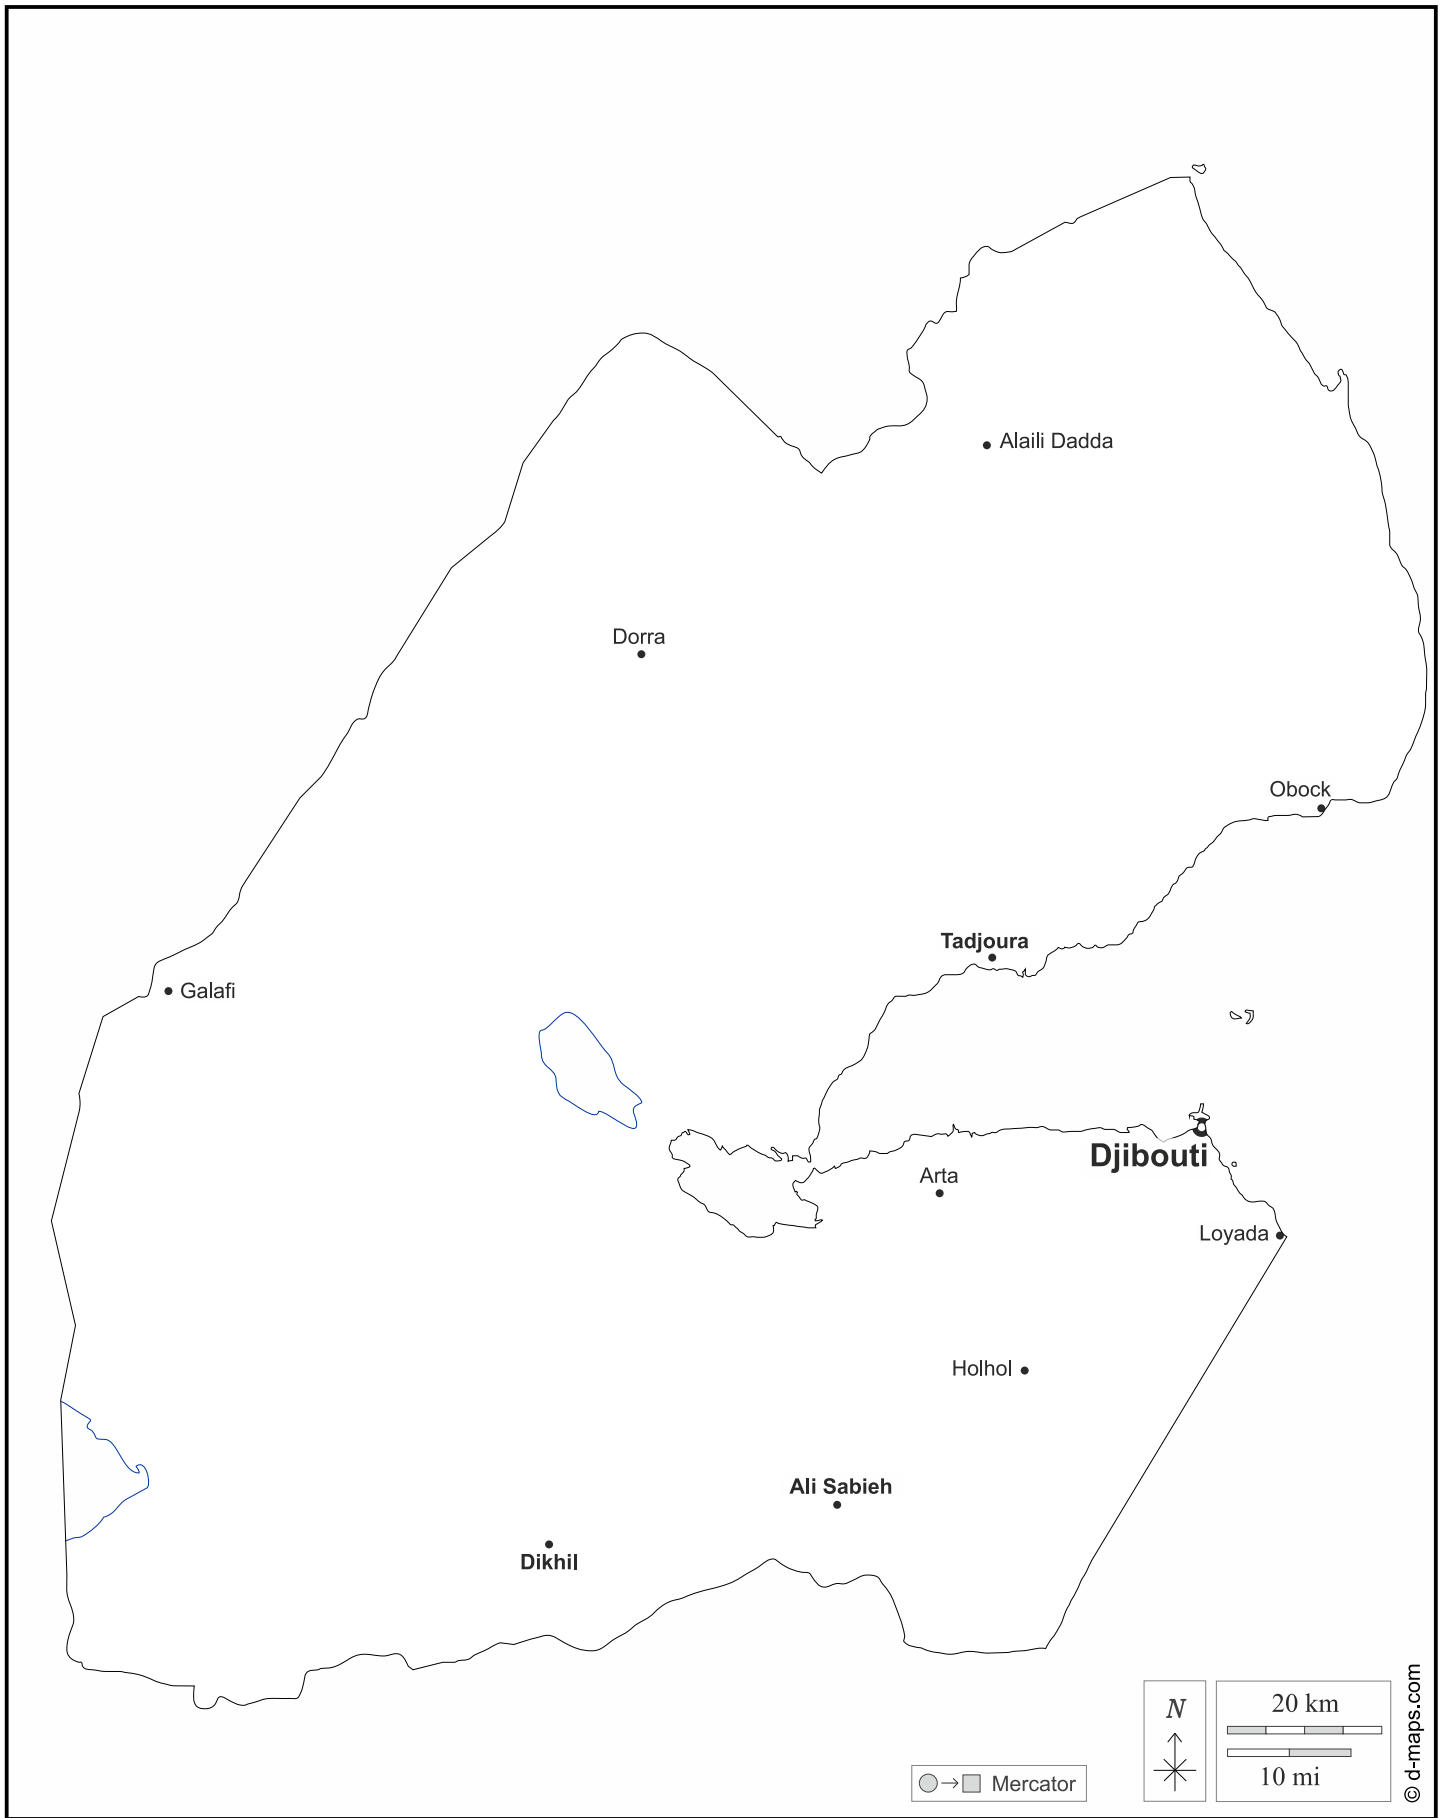 Alaili Dadda
Dorra
Obock
Tadjoura
Galafi
Djibouti
Arta
Loyada
Holhol
Ali Sabieh
Dikhil
N
20 km
10 mi
Mercator
© d-maps.com